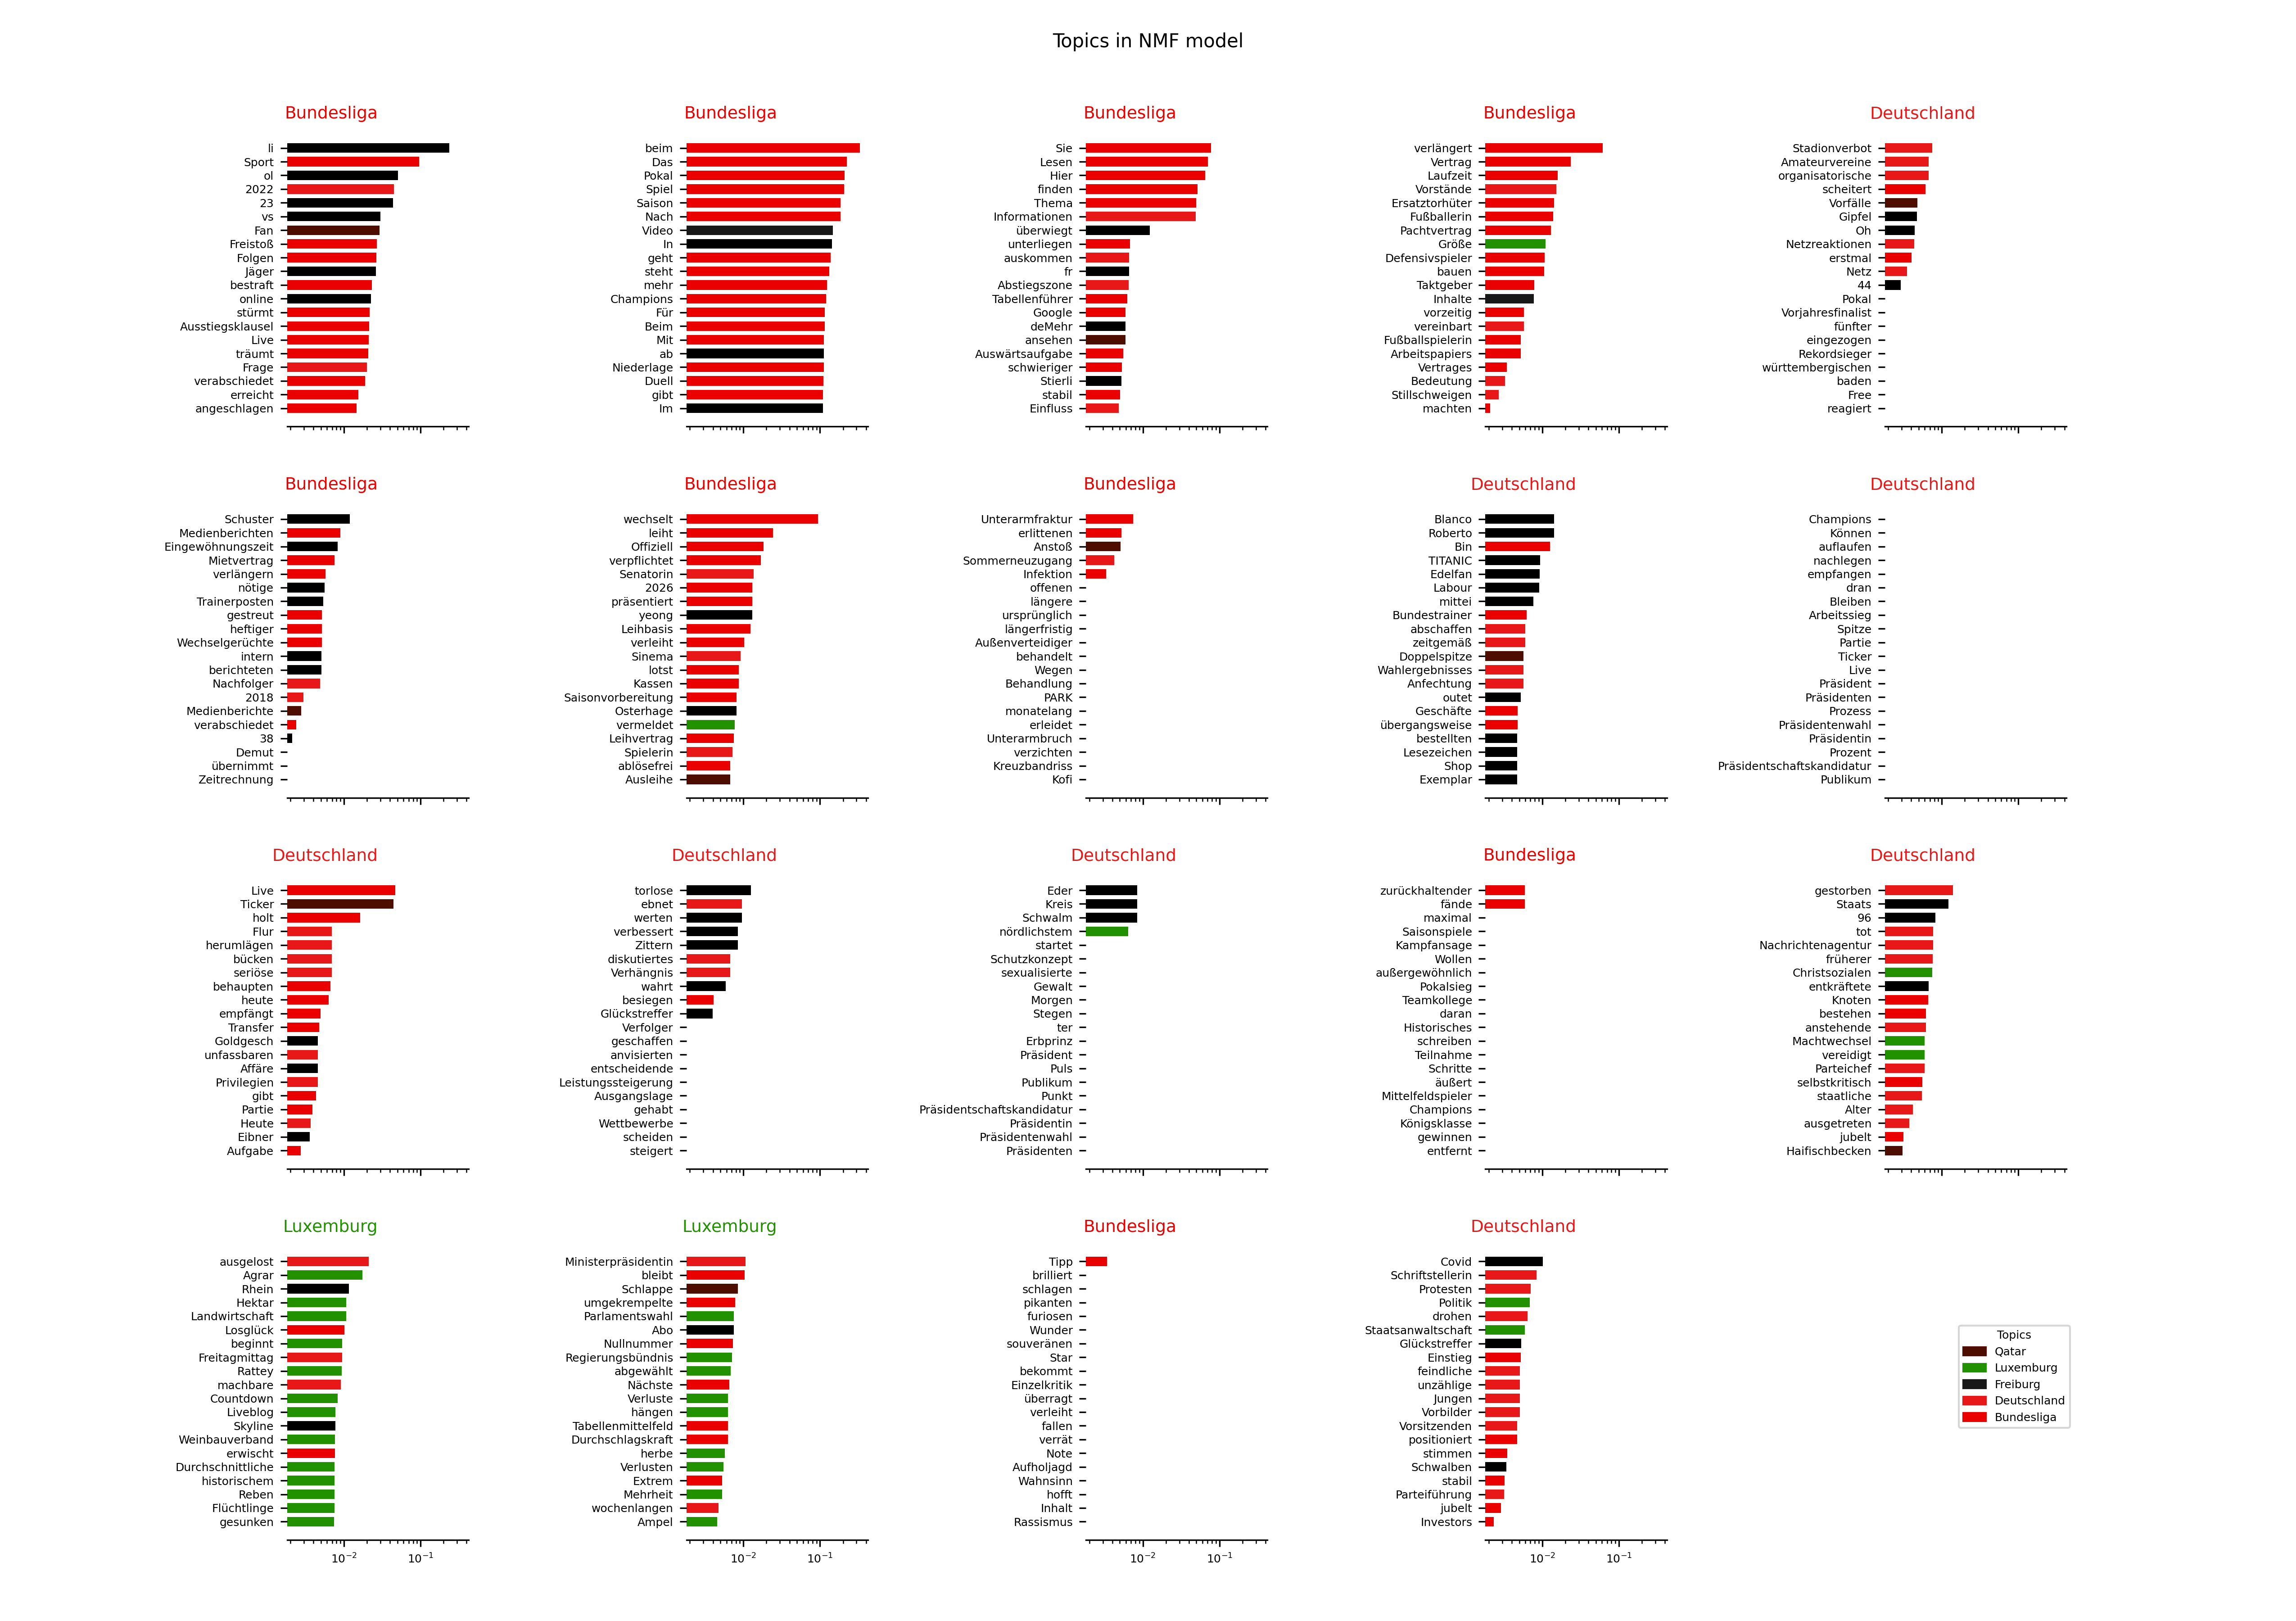 Topics in NMF model
Bundesliga
li
Sport
ol
2022
23
vs
Fan
Freistoß
Folgen
Jäger
bestraft
online
stürmt
Ausstiegsklausel
Live
träumt
Frage
verabschiedet
erreicht
angeschlagen
Bundesliga
beim
Das
Pokal
Spiel
Saison
Nach
Video
In
geht
steht
mehr
Champions
Für
Beim
Mit
ab
Niederlage
Duell
gibt
Im
Bundesliga
Sie
Lesen
Hier
finden
Thema
Informationen
überwiegt
unterliegen
auskommen
fr
Abstiegszone
Tabellenführer
Google
deMehr
ansehen
Auswärtsaufgabe
schwieriger
Stierli
stabil
Einfluss
Bundesliga
verlängert
Vertrag
Laufzeit
Vorstände
Ersatztorhüter
Fußballerin
Pachtvertrag
Größe
Defensivspieler
bauen
Taktgeber
Inhalte
vorzeitig
vereinbart
Fußballspielerin
Arbeitspapiers
Vertrages
Bedeutung
Stillschweigen
machten
Deutschland
Stadionverbot
Amateurvereine
organisatorische
scheitert
Vorfälle
Gipfel
Oh
Netzreaktionen
erstmal
Netz
44
Pokal
Vorjahresfinalist
fünfter
eingezogen
Rekordsieger
württembergischen
baden
Free
reagiert
Bundesliga
Schuster
Medienberichten
Eingewöhnungszeit
Mietvertrag
verlängern
nötige
Trainerposten
gestreut
heftiger
Wechselgerüchte
intern
berichteten
Nachfolger
2018
Medienberichte
verabschiedet
38
Demut
übernimmt
Zeitrechnung
Bundesliga
wechselt
leiht
Offiziell
verpflichtet
Senatorin
2026
präsentiert
yeong
Leihbasis
verleiht
Sinema
lotst
Kassen
Saisonvorbereitung
Osterhage
vermeldet
Leihvertrag
Spielerin
ablösefrei
Ausleihe
Bundesliga
Unterarmfraktur
erlittenen
Anstoß
Sommerneuzugang
Infektion
offenen
längere
ursprünglich
längerfristig
Außenverteidiger
behandelt
Wegen
Behandlung
PARK
monatelang
erleidet
Unterarmbruch
verzichten
Kreuzbandriss
Kofi
Deutschland
Blanco
Roberto
Bin
TITANIC
Edelfan
Labour
mittei
Bundestrainer
abschaffen
zeitgemäß
Doppelspitze
Wahlergebnisses
Anfechtung
outet
Geschäfte
übergangsweise
bestellten
Lesezeichen
Shop
Exemplar
Deutschland
Champions
Können
auflaufen
nachlegen
empfangen
dran
Bleiben
Arbeitssieg
Spitze
Partie
Ticker
Live
Präsident
Präsidenten
Prozess
Präsidentenwahl
Präsidentin
Prozent
Präsidentschaftskandidatur
Publikum
Deutschland
Live
Ticker
holt
Flur
herumlägen
bücken
seriöse
behaupten
heute
empfängt
Transfer
Goldgesch
unfassbaren
Affäre
Privilegien
gibt
Partie
Heute
Eibner
Aufgabe
Deutschland
torlose
ebnet
werten
verbessert
Zittern
diskutiertes
Verhängnis
wahrt
besiegen
Glückstreffer
Verfolger
geschaffen
anvisierten
entscheidende
Leistungssteigerung
Ausgangslage
gehabt
Wettbewerbe
scheiden
steigert
Deutschland
Eder
Kreis
Schwalm
nördlichstem
startet
Schutzkonzept
sexualisierte
Gewalt
Morgen
Stegen
ter
Erbprinz
Präsident
Puls
Publikum
Punkt
Präsidentschaftskandidatur
Präsidentin
Präsidentenwahl
Präsidenten
Bundesliga
zurückhaltender
fände
maximal
Saisonspiele
Kampfansage
Wollen
außergewöhnlich
Pokalsieg
Teamkollege
daran
Historisches
schreiben
Teilnahme
Schritte
äußert
Mittelfeldspieler
Champions
Königsklasse
gewinnen
entfernt
Deutschland
gestorben
Staats
96
tot
Nachrichtenagentur
früherer
Christsozialen
entkräftete
Knoten
bestehen
anstehende
Machtwechsel
vereidigt
Parteichef
selbstkritisch
staatliche
Alter
ausgetreten
jubelt
Haifischbecken
Luxemburg
ausgelost
Agrar
Rhein
Hektar
Landwirtschaft
Losglück
beginnt
Freitagmittag
Rattey
machbare
Countdown
Liveblog
Skyline
Weinbauverband
erwischt
Durchschnittliche
historischem
Reben
Flüchtlinge
gesunken
10⁻² 10⁻¹
Luxemburg
Ministerpräsidentin
bleibt
Schlappe
umgekrempelte
Parlamentswahl
Abo
Nullnummer
Regierungsbündnis
abgewählt
Nächste
Verluste
hängen
Tabellenmittelfeld
Durchschlagskraft
herbe
Verlusten
Extrem
Mehrheit
wochenlangen
Ampel
10⁻² 10⁻¹
Bundesliga
Tipp
brilliert
schlagen
pikanten
furiosen
Wunder
souveränen
Star
bekommt
Einzelkritik
überragt
verleiht
fallen
verrät
Note
Aufholjagd
Wahnsinn
hofft
Inhalt
Rassismus
10⁻² 10⁻¹
Deutschland
Covid
Schriftstellerin
Protesten
Politik
drohen
Staatsanwaltschaft
Glückstreffer
Einstieg
feindliche
unzählige
Jungen
Vorbilder
Vorsitzenden
positioniert
stimmen
Schwalben
stabil
Parteiführung
jubelt
Investors
10⁻² 10⁻¹
Topics
Qatar
Luxemburg
Freiburg
Deutschland
Bundesliga